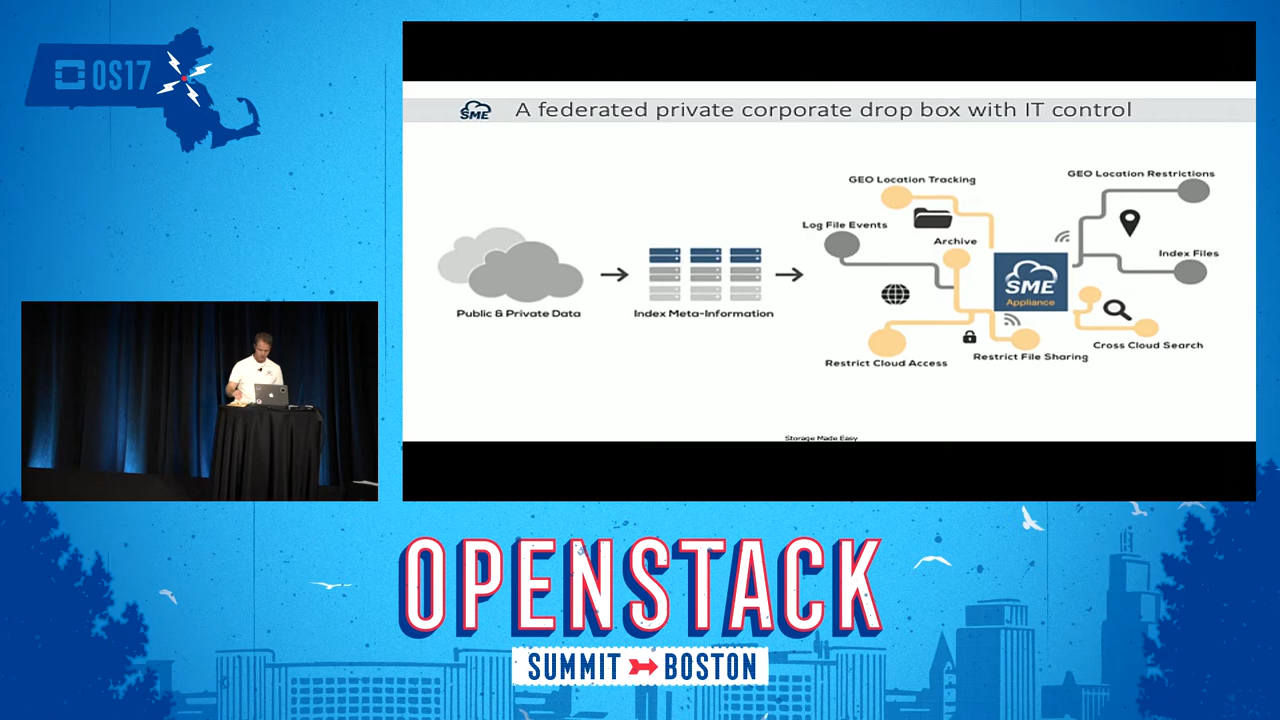 OS17
SME
A federated private corporate drop box with IT control
GEO Location Tracking
GEO Location Restrictions
Log File Events
Archive
Index Files
SME
Appliance
Public & Private Data
Index Meta-Information
Cross Cloud Search
Restrict Cloud Access
Restrict File Sharing
Storage Made Easy
OPENSTACK
SUMMIT BOSTON